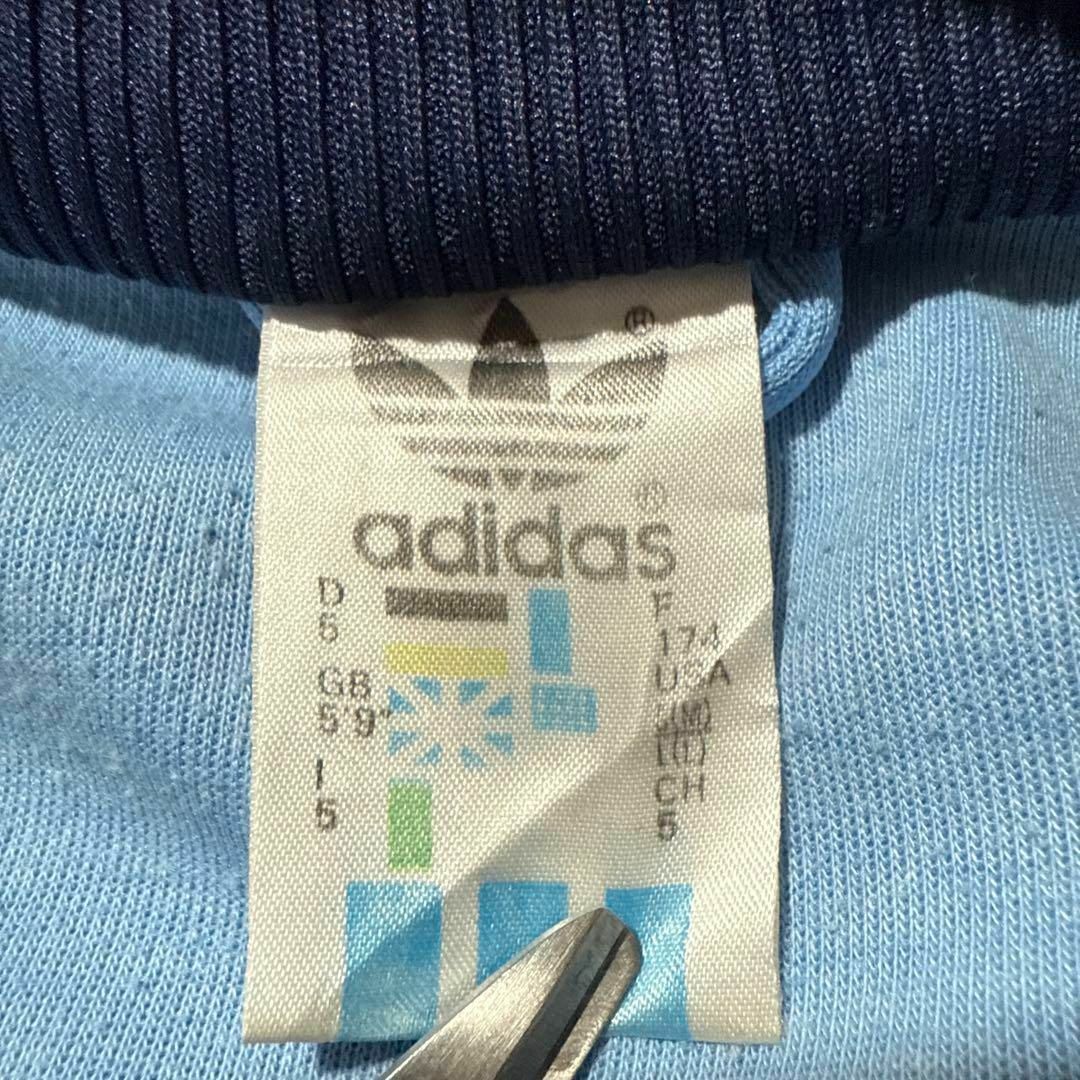 ®
adidas®
D
5
GB
5'9"
I
5
F
174
USA
(M)
(L)
CH
5